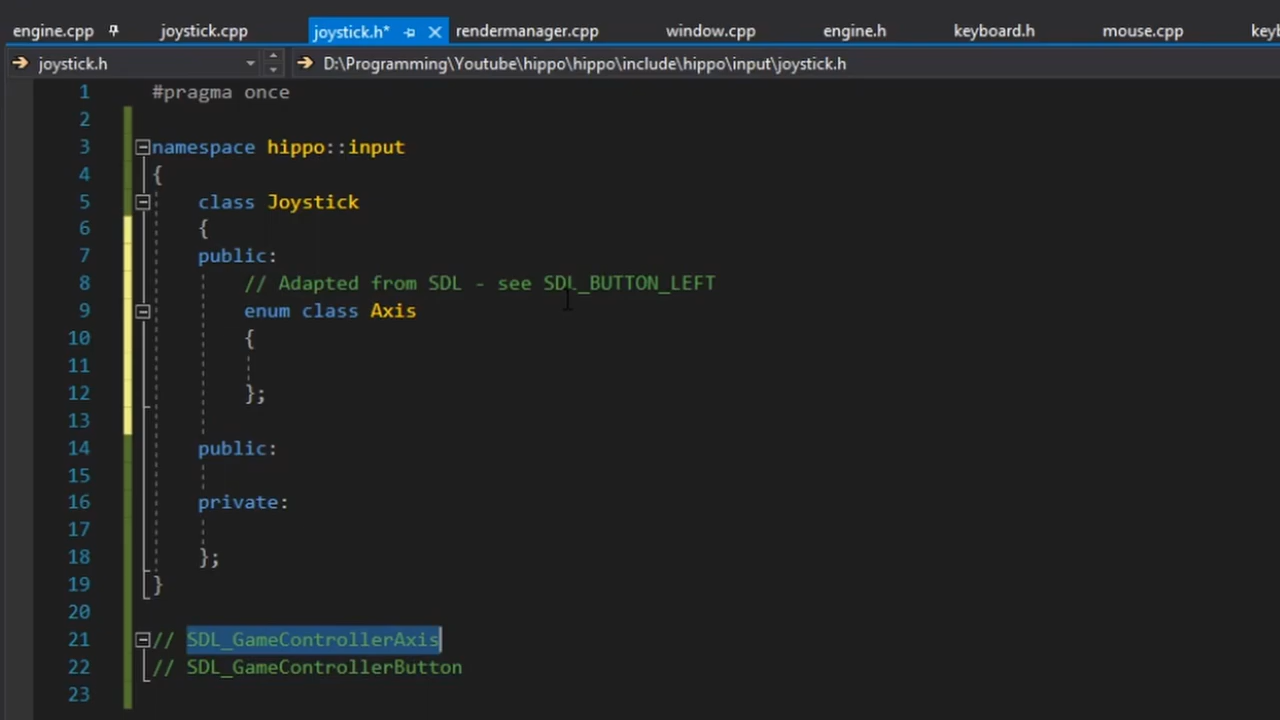 engine.cpp joystick.cpp joystick.h* rendermanager.cpp window.cpp engine.h keyboard.h mouse.cpp
joystick.h D:\Programming\Youtube\hippo\hippo\include\hippo\input\joystick.h
1 #pragma once
2
3 namespace hippo::input
4 {
5 class Joystick
6 {
7 public:
8 // Adapted from SDL - see SDL_BUTTON_LEFT
9 enum class Axis
10 {
11
12 };
13
14 public:
15
16 private:
17
18 };
19 }
20
21 // SDL_GameControllerAxis
22 // SDL_GameControllerButton
23